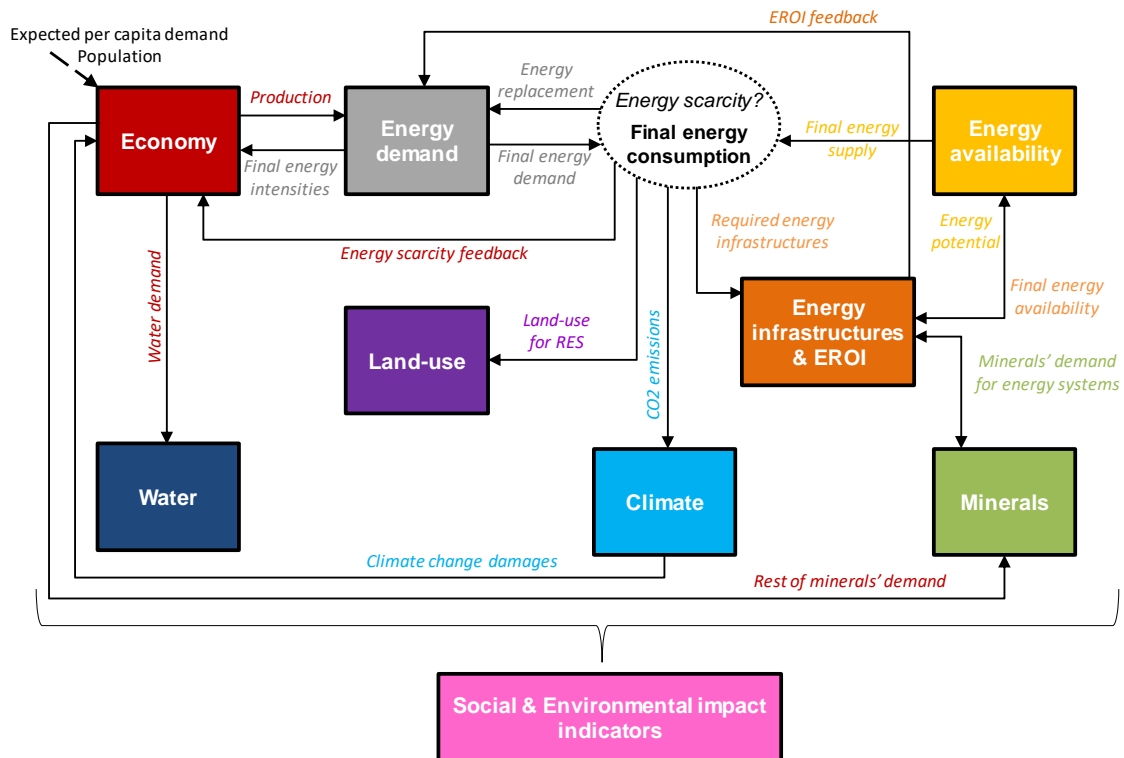 EROI feedback
Expected per capita demand
Population
Production
Energy
replacement
Energy scarcity?
Final energy
consumption
Final energy
supply
Economy
Energy
demand
Energy
availability
Final energy
intensities
Final energy
demand
Energy scarcity feedback
Required energy
infrastructures
Energy
potential
Final energy
availability
Water demand
Land-use
Land-use
for RES
CO2 emissions
Energy
infrastructures
& EROI
Minerals’ demand
for energy systems
Water
Climate
Minerals
Climate change damages
Rest of minerals’ demand
Social & Environmental impact
indicators